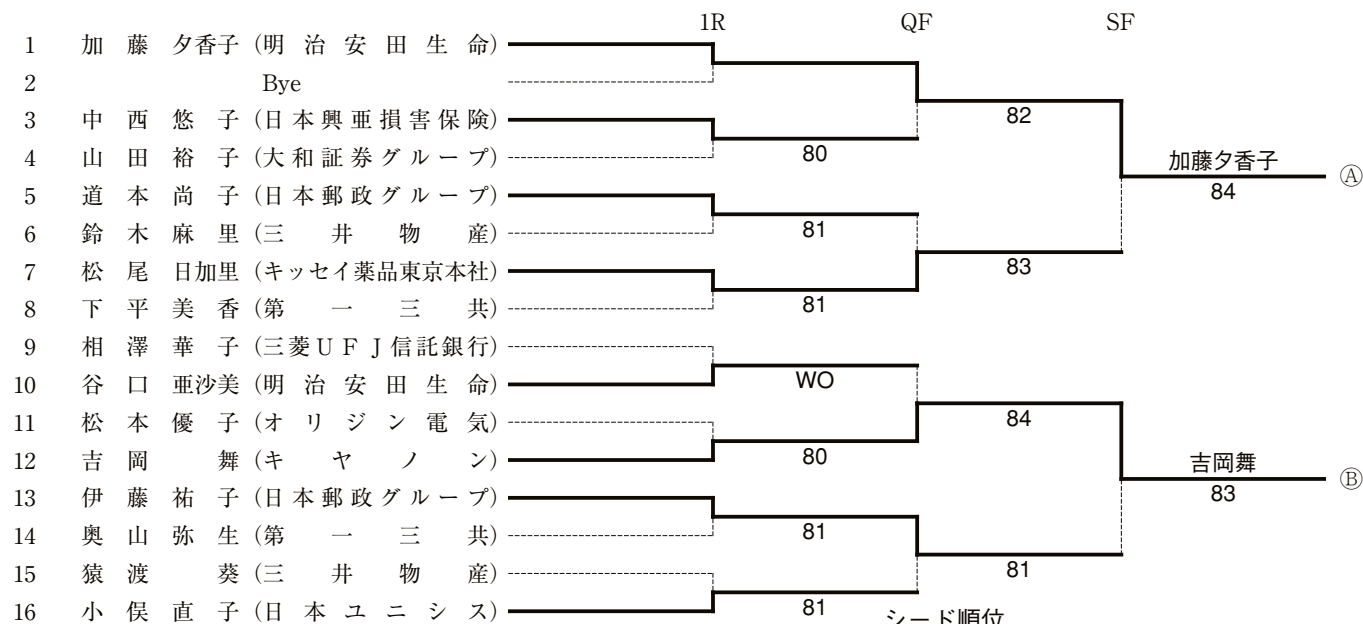 1R QF SF
1 加藤夕香子 (明治安田生命)
2 Bye
3 中西悠子 (日本興亜損害保険)
82
4 山田裕子 (大和証券グループ)
80
加藤夕香子
Ⓐ
5 道本尚子 (日本郵政グループ)
84
6 鈴木麻里 (三井物産)
81
7 松尾日加里 (キッセイ薬品東京本社)
83
8 下平美香 (第一三共)
81
9 相澤華子 (三菱UFJ信託銀行)
10 谷口亜沙美 (明治安田生命)
WO
11 松本優子 (オリジン電気)
84
12 吉岡舞 (キヤノン)
80
吉岡舞
Ⓑ
13 伊藤祐子 (日本郵政グループ)
83
14 奥山弥生 (第一三共)
81
15 猿渡葵 (三井物産)
81
16 小俣直子 (日本ユニシス)
81
シード順位